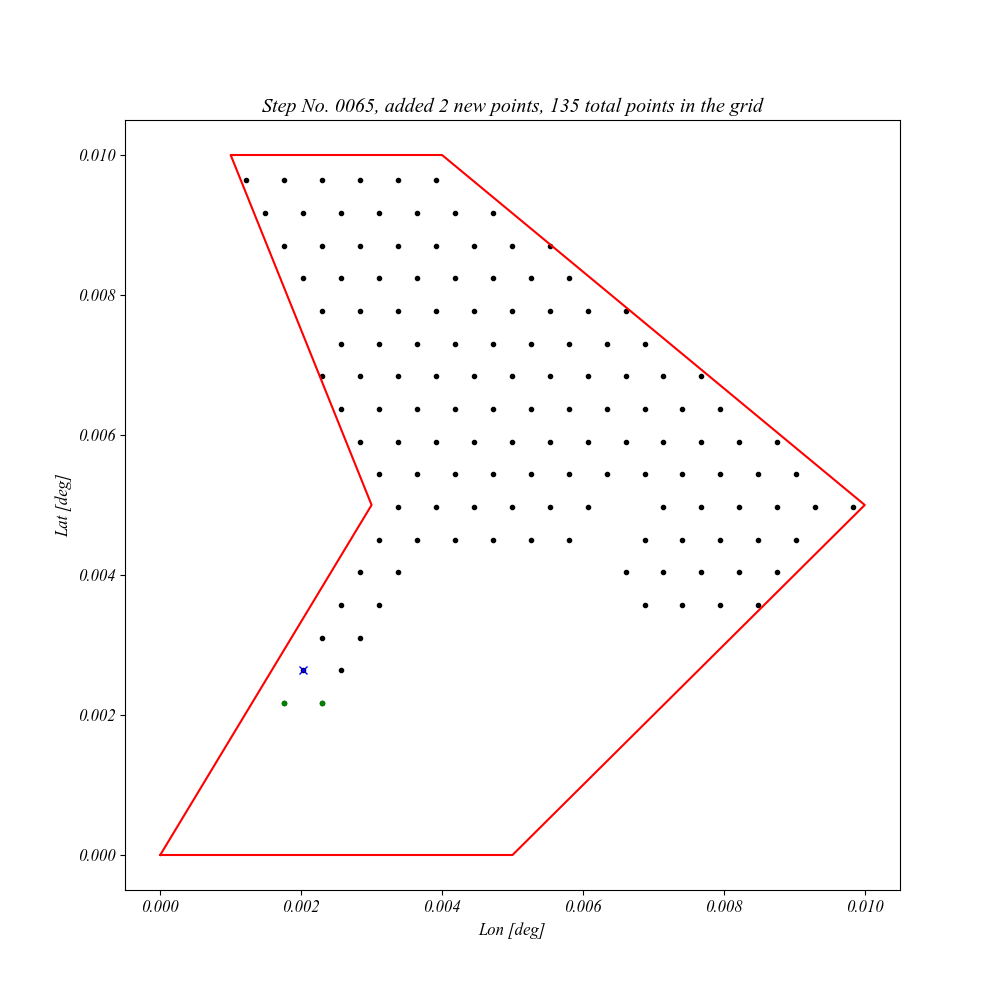 Step No. 0065, added 2 new points, 135 total points in the grid
0.010
0.008
0.006
0.004
0.002
0.000
Lat [deg]
0.000 0.002 0.004 0.006 0.008 0.010
Lon [deg]